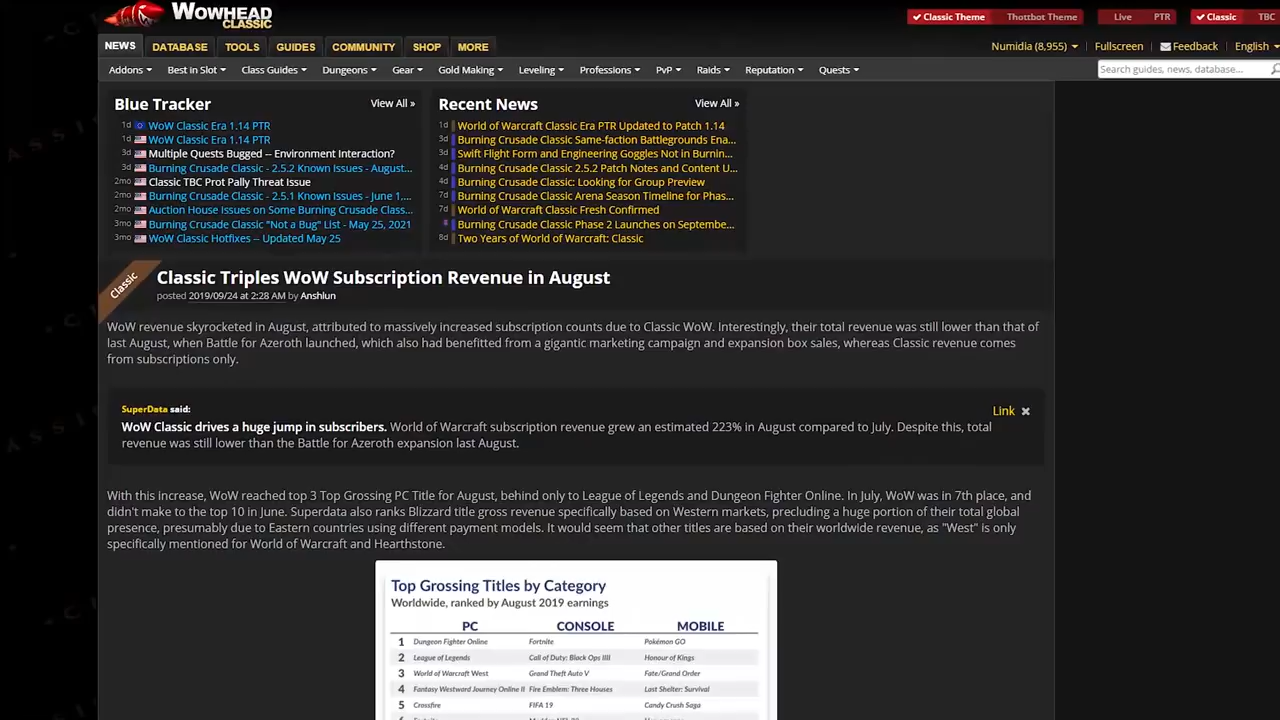 WOWHEAD
CLASSIC
Classic Theme Thottbot Theme Live PTR Classic TBC
NEWS DATABASE TOOLS GUIDES COMMUNITY SHOP MORE
Numidia (8,955) Fullscreen Feedback English
Addons Best in Slot Class Guides Dungeons Gear Gold Making Leveling Professions PvP Raids Reputation Quests
Search guides, news, database...
Blue Tracker View All »
1d WoW Classic Era 1.14 PTR
1d WoW Classic Era 1.14 PTR
3d Multiple Quests Bugged -- Environment Interaction?
3d Burning Crusade Classic - 2.5.2 Known Issues - August...
2mo Classic TBC Prot Pally Threat Issue
2mo Burning Crusade Classic - 2.5.1 Known Issues - June 1,...
2mo Auction House Issues on Some Burning Crusade Class...
3mo Burning Crusade Classic "Not a Bug" List - May 25, 2021
3mo WoW Classic Hotfixes -- Updated May 25
Recent News View All »
1d World of Warcraft Classic Era PTR Updated to Patch 1.14
3d Burning Crusade Classic Same-faction Battlegrounds Ena...
3d Swift Flight Form and Engineering Goggles Not in Burnin...
4d Burning Crusade Classic 2.5.2 Patch Notes and Content U...
4d Burning Crusade Classic: Looking for Group Preview
7d Burning Crusade Classic Arena Season Timeline for Phas...
7d World of Warcraft Classic Fresh Confirmed
Burning Crusade Classic Phase 2 Launches on Septembe...
8d Two Years of World of Warcraft: Classic
Classic
Classic Triples WoW Subscription Revenue in August
posted 2019/09/24 at 2:28 AM by Anshlun
WoW revenue skyrocketed in August, attributed to massively increased subscription counts due to Classic WoW. Interestingly, their total revenue was still lower than that of
last August, when Battle for Azeroth launched, which also had benefitted from a gigantic marketing campaign and expansion box sales, whereas Classic revenue comes
from subscriptions only.
SuperData said:
Link
WoW Classic drives a huge jump in subscribers. World of Warcraft subscription revenue grew an estimated 223% in August compared to July. Despite this, total
revenue was still lower than the Battle for Azeroth expansion last August.
With this increase, WoW reached top 3 Top Grossing PC Title for August, behind only to League of Legends and Dungeon Fighter Online. In July, WoW was in 7th place, and
didn't make to the top 10 in June. Superdata also ranks Blizzard title gross revenue specifically based on Western markets, precluding a huge portion of their total global
presence, presumably due to Eastern countries using different payment models. It would seem that other titles are based on their worldwide revenue, as "West" is only
specifically mentioned for World of Warcraft and Hearthstone.
Top Grossing Titles by Category
Worldwide, ranked by August 2019 earnings
PC CONSOLE MOBILE
1 Dungeon Fighter Online Fortnite Pokémon GO
2 League of Legends Call of Duty: Black Ops IIII Honour of Kings
3 World of Warcraft West Grand Theft Auto V Fate/Grand Order
4 Fantasy Westward Journey Online II Fire Emblem: Three Houses Last Shelter: Survival
5 Crossfire FIFA 19 Candy Crush Saga